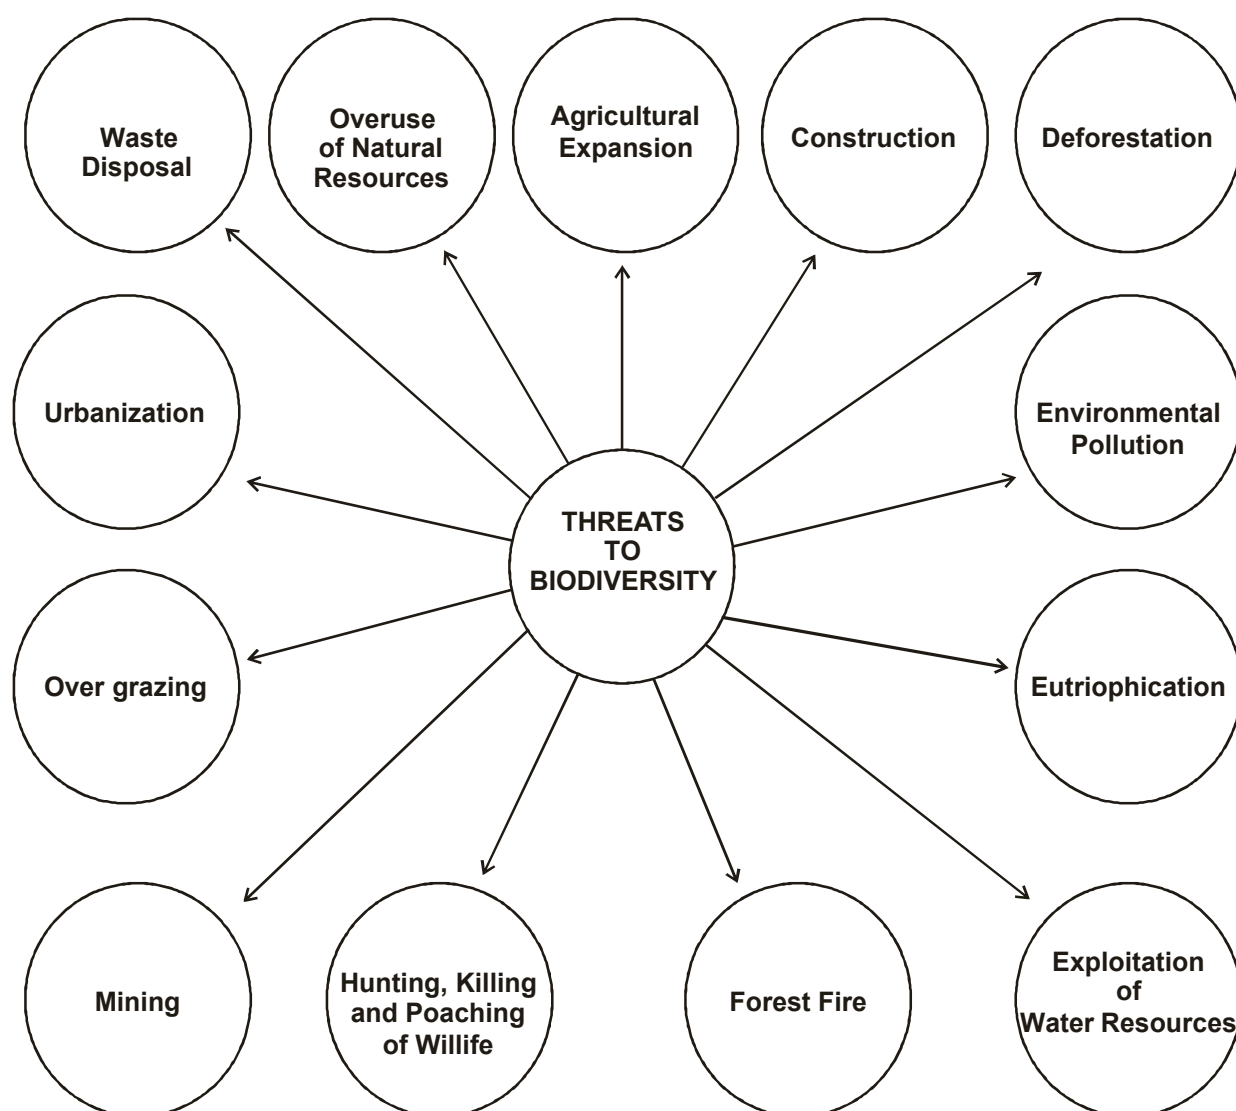 Waste
Disposal
Overuse
of Natural
Resources
Agricultural
Expansion
Construction
Deforestation
Urbanization
Environmental
Pollution
THREATS
TO
BIODIVERSITY
Over grazing
Eutriophication
Mining
Hunting, Killing
and Poaching
of Willife
Forest Fire
Exploitation
of
Water Resources